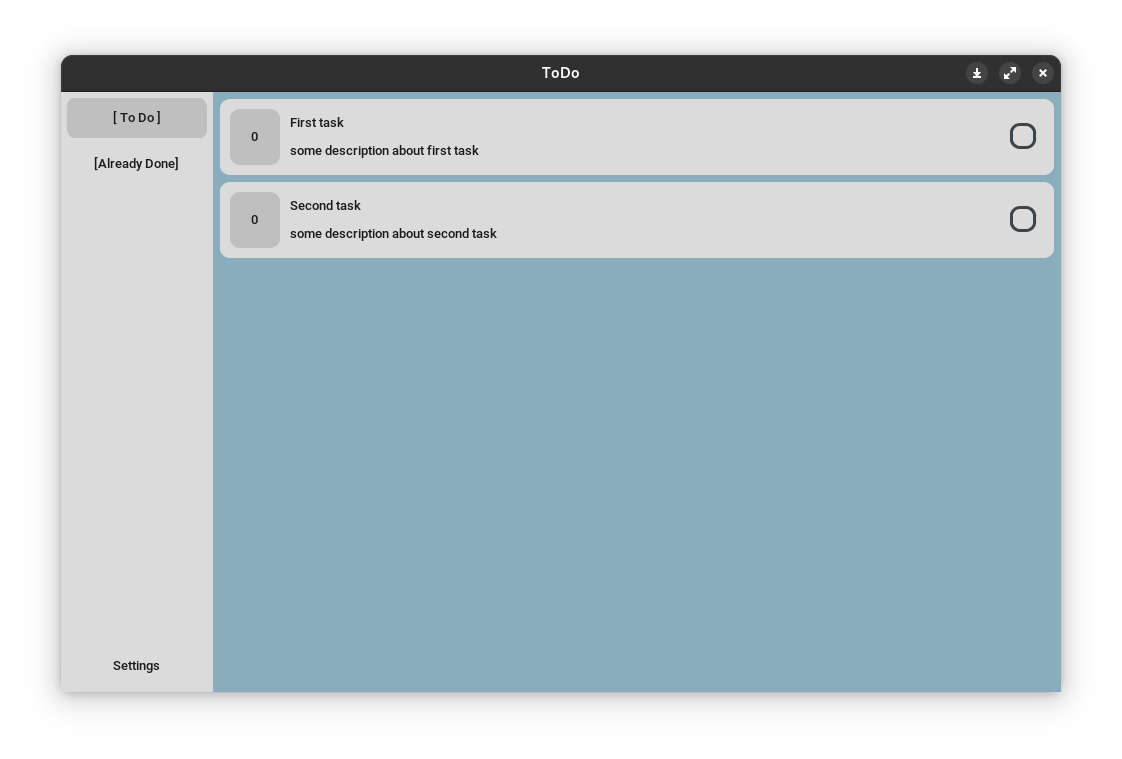 ToDo
[ To Do ]
[Already Done]
Settings
0
First task
some description about first task
0
Second task
some description about second task